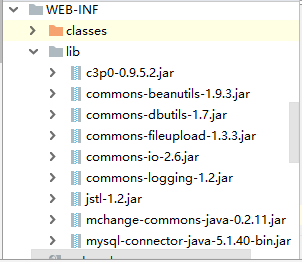 WEB-INF
classes
lib
c3p0-0.9.5.2.jar
commons-beanutils-1.9.3.jar
commons-dbutils-1.7.jar
commons-fileupload-1.3.3.jar
commons-io-2.6.jar
commons-logging-1.2.jar
jstl-1.2.jar
mchange-commons-java-0.2.11.jar
mysql-connector-java-5.1.40-bin.jar